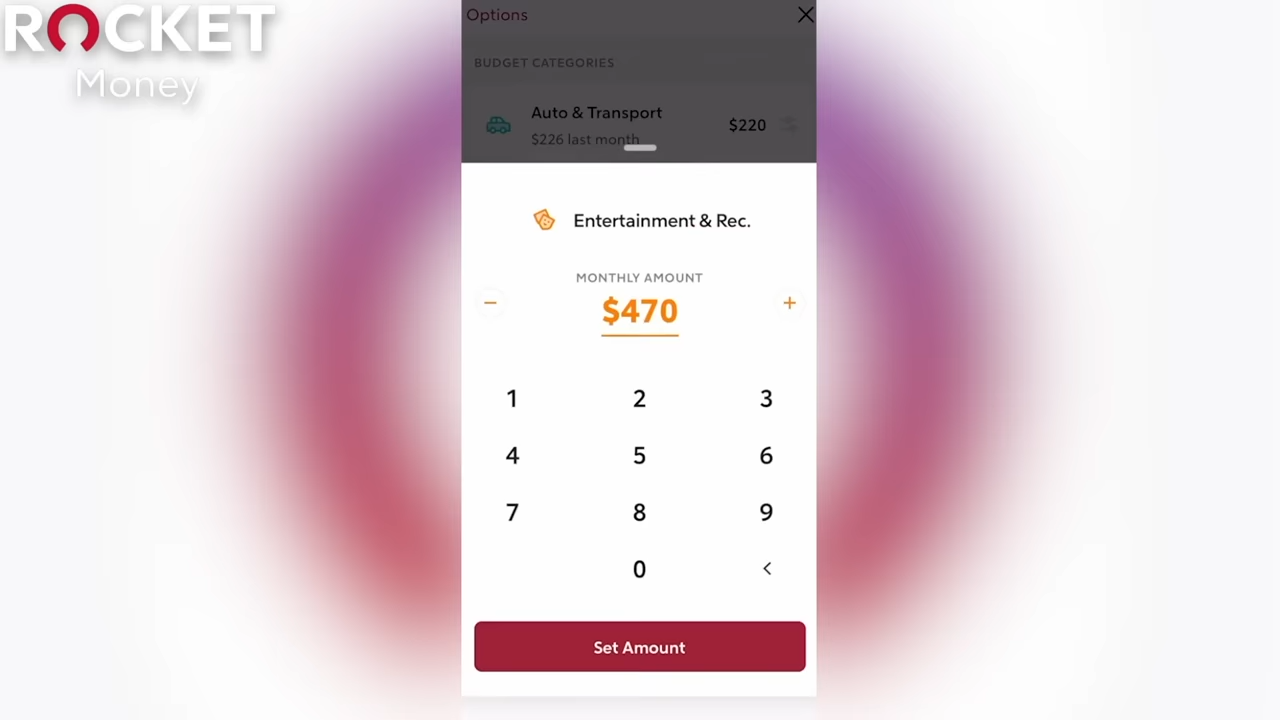 ROCKET
Money
Options
BUDGET CATEGORIES
Auto & Transport
$220
$226 last month
Entertainment & Rec.
MONTHLY AMOUNT
$470
1 2 3
4 5 6
7 8 9
0
Set Amount